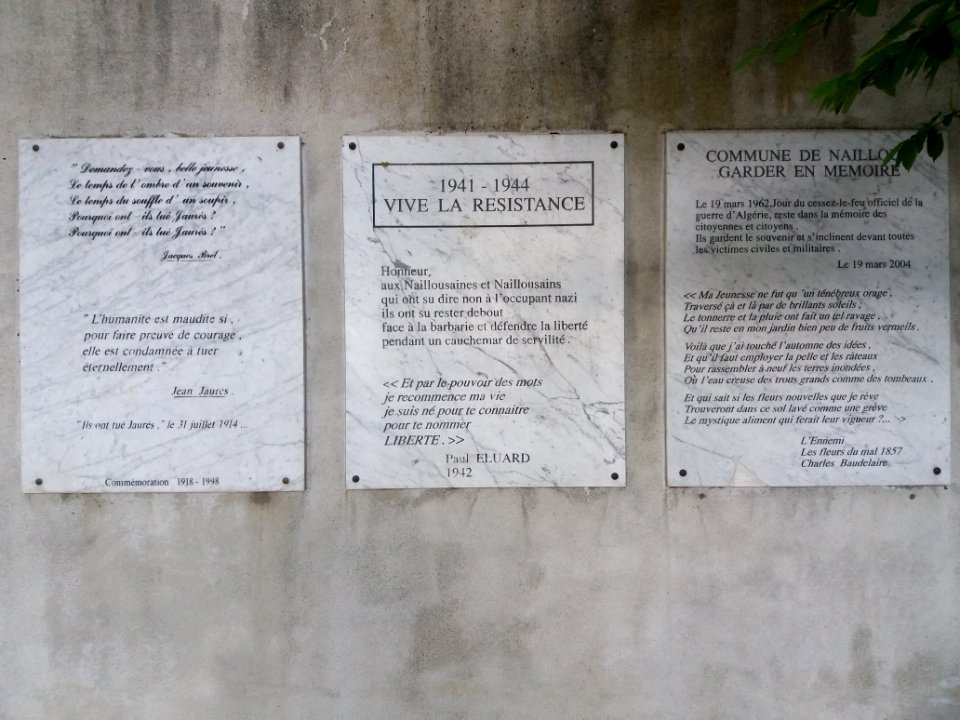 " Demandez - vous , belle jeunesse ,
Le temps de l'ombre d'un souvenir .
Le temps du souffle d'un soupir .
Pourquoi ont - ils tué Jaurès ?
Pourquoi ont - ils tué Jaurès ? "
Jacques Brel .
"L'humanité est maudite si ,
pour faire preuve de courage ,
elle est condamnée à tuer
éternellement . "
Jean Jaurès .
"Ils ont tué Jaurès , " le 31 juillet 1914 ...
Commémoration 1918 - 1998
1941 - 1944
VIVE LA RESISTANCE
Honneur,
aux Naillousaines et Naillousains
qui ont su dire non à l'occupant nazi
ils ont su rester debout
face à la barbarie et défendre la liberté
pendant un cauchemar de servilité .
<< Et par le pouvoir des mots
je recommence ma vie
je suis né pour te connaitre
pour te nommer
LIBERTE . >>
Paul ELUARD
1942
COMMUNE DE
GARDER EN MEMOIRE
Le 19 mars 1962,Jour du cessez-le-feu officiel de la
guerre d'Algérie, reste dans la mémoire des
citoyennes et citoyens .
Ils gardent le souvenir et s'inclinent devant toutes
les victimes civiles et militaires .
Le 19 mars 2004
<< Ma Jeunesse ne fut qu 'un ténébreux orage ,
Traversé çà et là par de brillants soleils ;
Le tonnerre et la pluie ont fait un tel ravage ,
Qu'il reste en mon jardin bien peu de fruits vermeils .
Voilà que j'ai touché l'automne des idées ,
Et qu'il faut employer la pelle et les râteaux
Pour rassembler à neuf les terres inondées ,
Où l'eau creuse des trous grands comme des tombeaux .
Et qui sait si les fleurs nouvelles que je rève
Trouveront dans ce sol lavé comme une grève
Le mystique aliment qui ferait leur vigueur ?... >>
L'Ennemi
Les fleurs du mal 1857
Charles Baudelaire